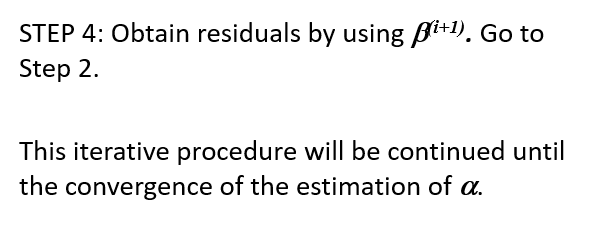 STEP 4: Obtain residuals by using β(i+1). Go to
Step 2.
This iterative procedure will be continued until
the convergence of the estimation of α.